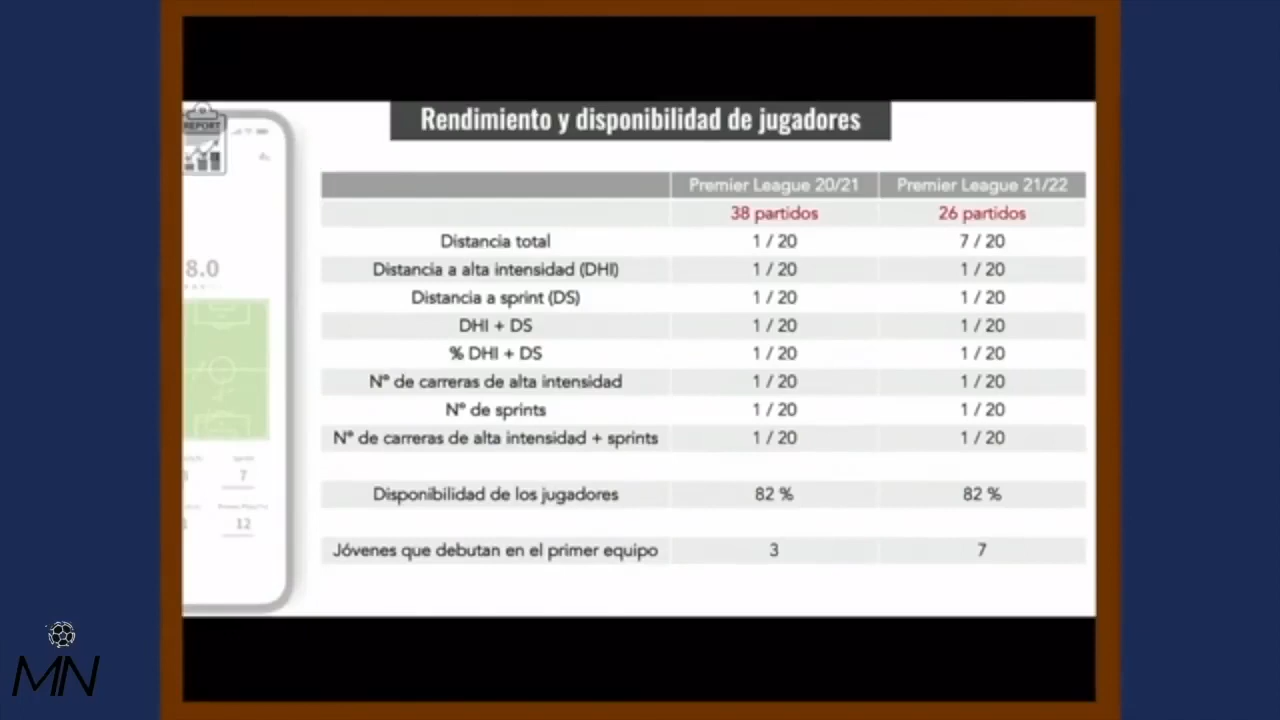 Rendimiento y disponibilidad de jugadores
REPORT
8.0
7
12
Premier League 20/21 Premier League 21/22
38 partidos 26 partidos
Distancia total 1 / 20 7 / 20
Distancia a alta intensidad (DHI) 1 / 20 1 / 20
Distancia a sprint (DS) 1 / 20 1 / 20
DHI + DS 1 / 20 1 / 20
% DHI + DS 1 / 20 1 / 20
Nº de carreras de alta intensidad 1 / 20 1 / 20
Nº de sprints 1 / 20 1 / 20
Nº de carreras de alta intensidad + sprints 1 / 20 1 / 20
Disponibilidad de los jugadores 82 % 82 %
Jóvenes que debutan en el primer equipo 3 7
MN